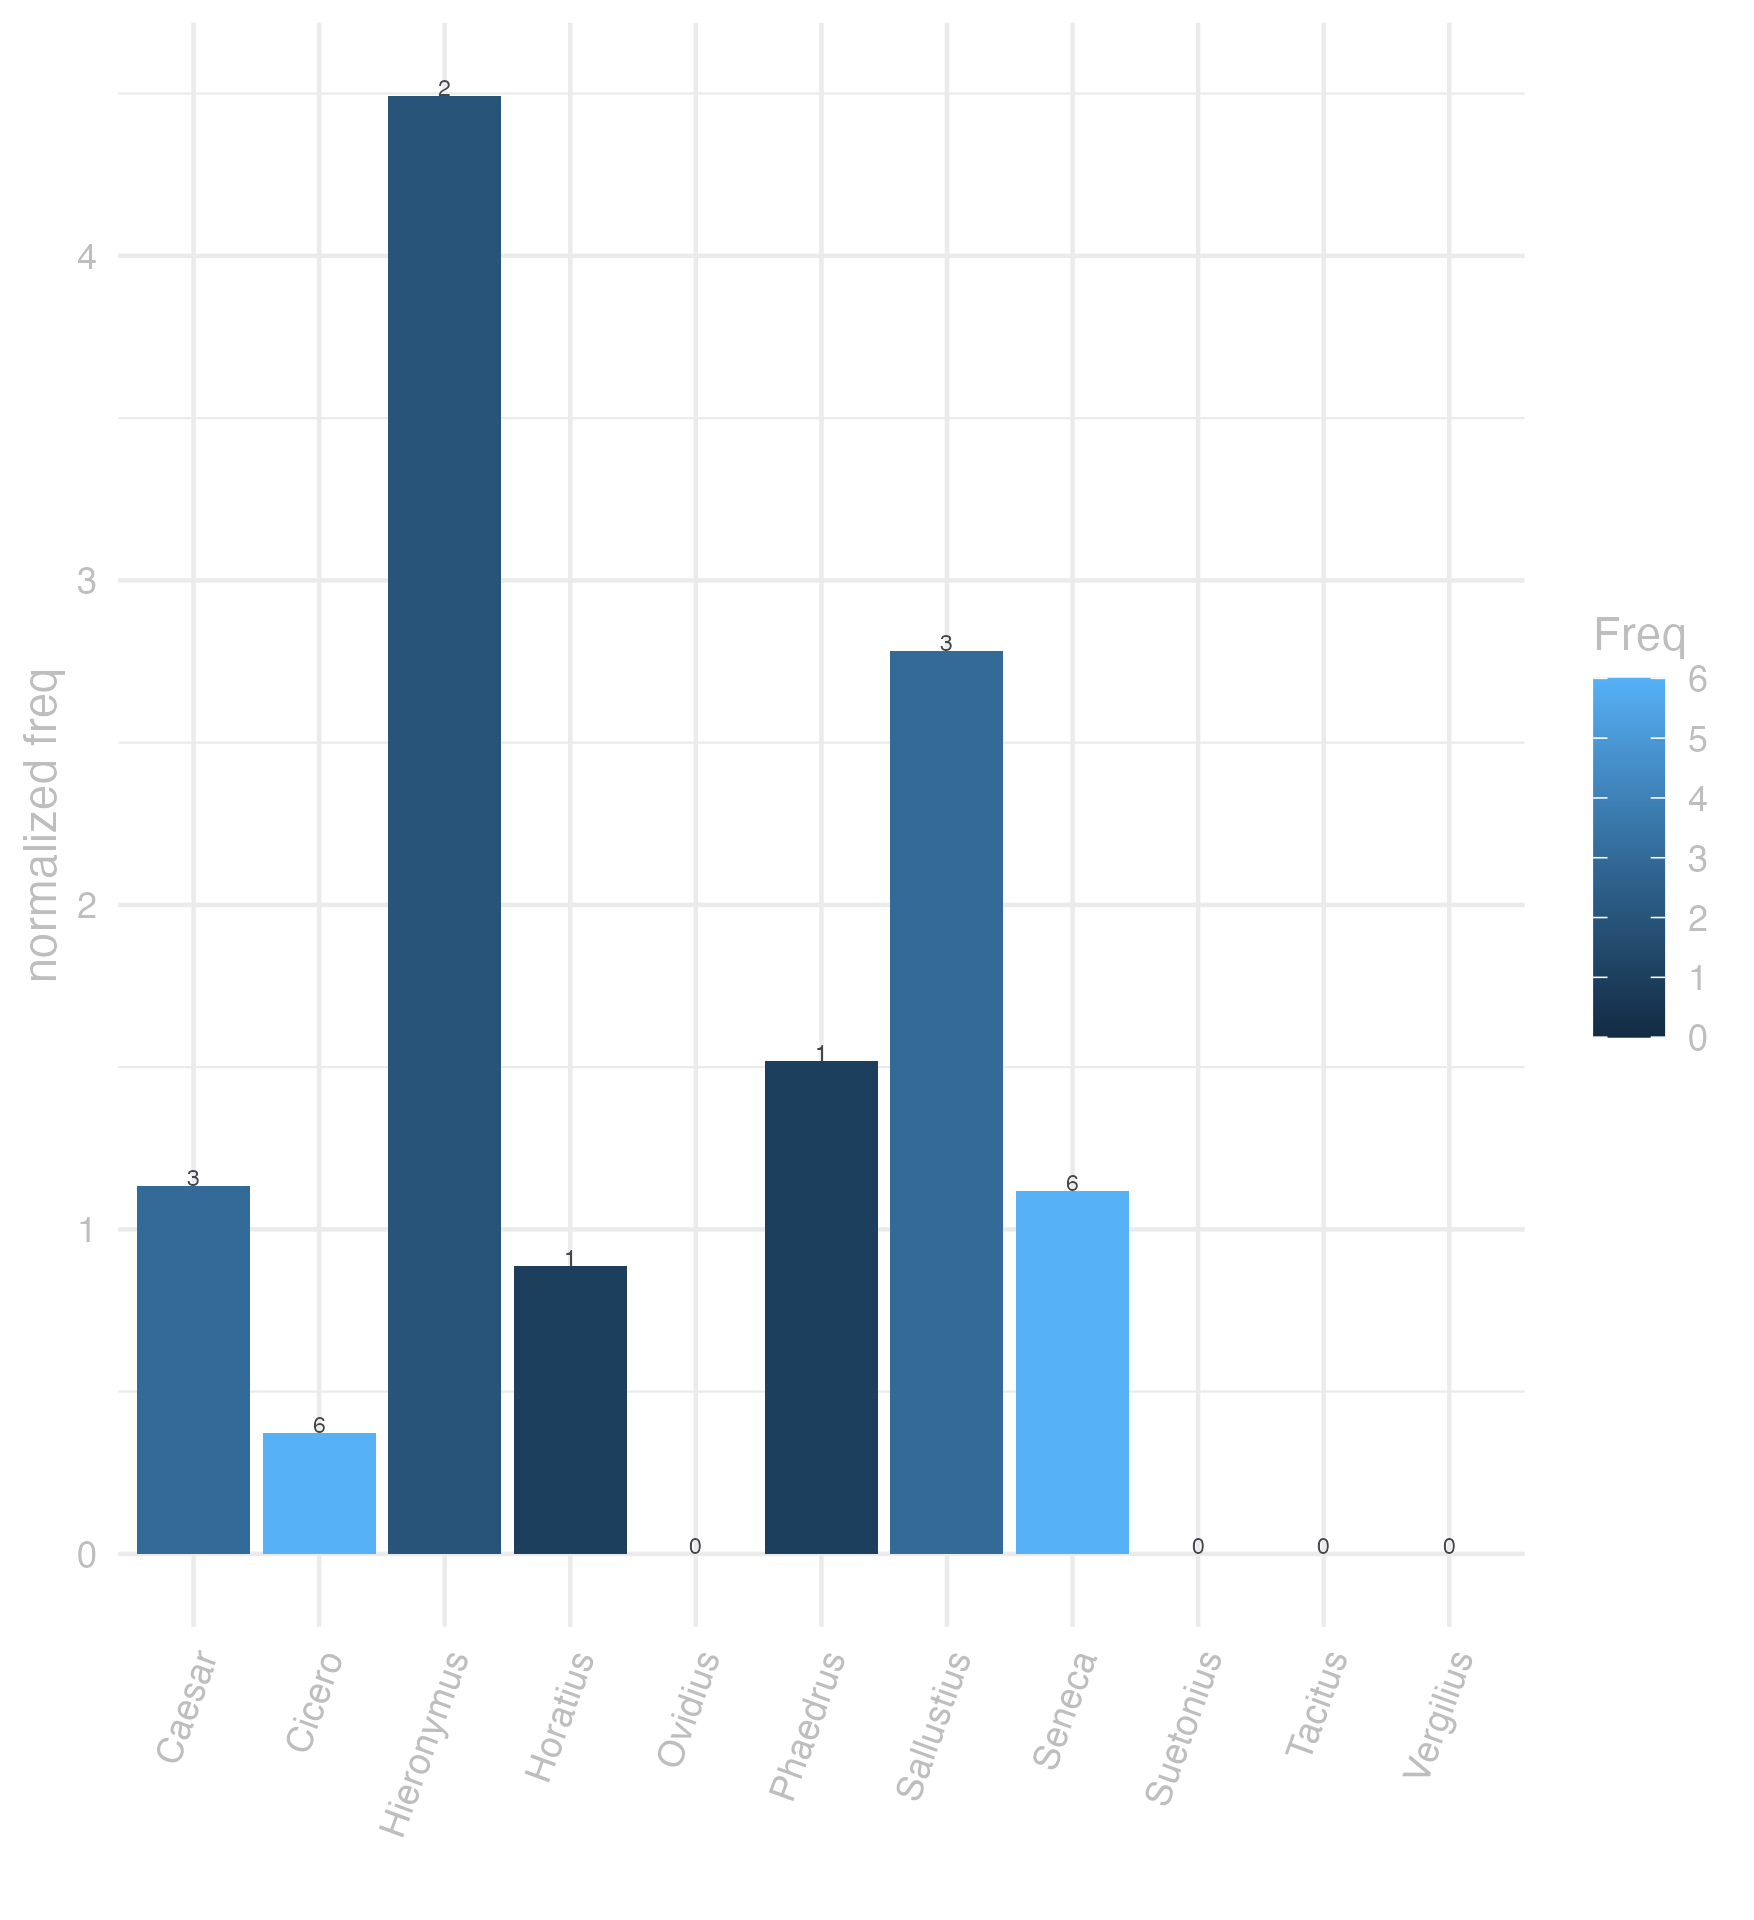 normalized freq
4
3
2
1
0
2
3
1
3
6
1
6
0
0
0
0
Caesar
Cicero
Hieronymus
Horatius
Ovidius
Phaedrus
Sallustius
Seneca
Suetonius
Tacitus
Vergilius
Freq
6
5
4
3
2
1
0